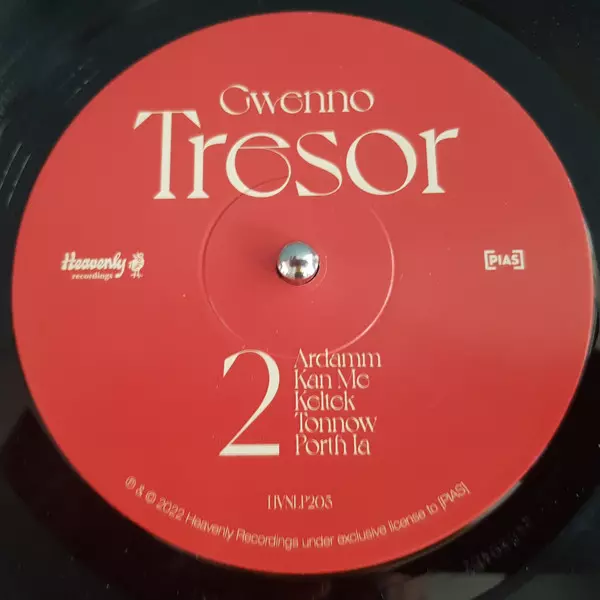 Gwenno
Tresor
Heavenly
recordings
[PIAS]
2
Ardamm
Kan Me
Keltek
Tonnow
Porth Ia
HVNLP205
℗ & © 2022 Heavenly Recordings under exclusive license to [PIAS]